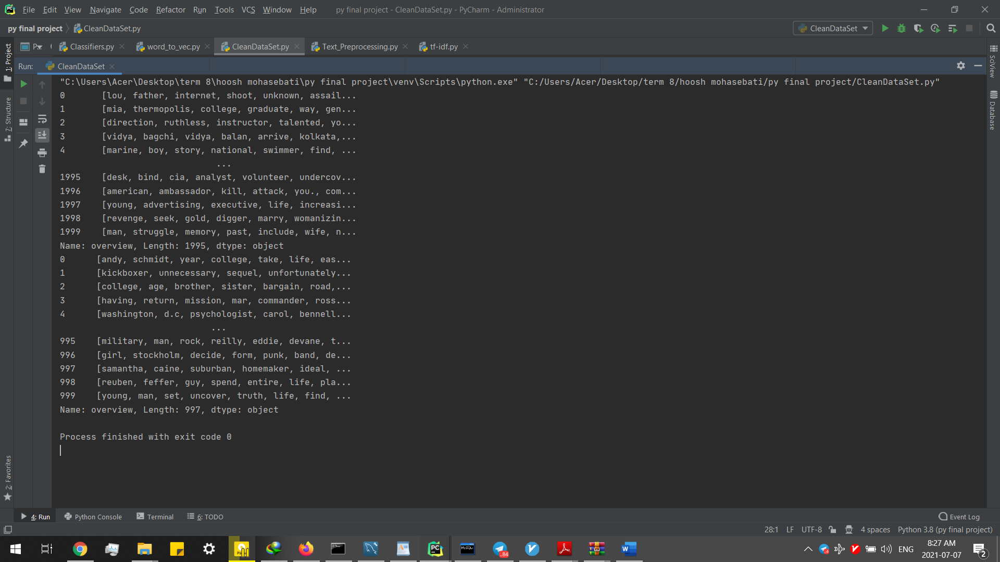 File Edit View Navigate Code Refactor Run Tools VCS Window Help py final project - CleanDataSet.py - PyCharm - Administrator
py final project CleanDataSet.py CleanDataSet
1: Project P... Classifiers.py word_to_vec.py CleanDataSet.py Text_Preprocessing.py tf-idf.py
Run: CleanDataSet
"C:\Users\Acer\Desktop\term 8\hoosh mohasebati\py final project\venv\Scripts\python.exe" "C:/Users/Acer/Desktop/term 8/hoosh mohasebati/py final project/CleanDataSet.py"
0 [lou, father, internet, shoot, unknown, assail...
1 [mia, thermopolis, college, graduate, way, gen...
2 [direction, ruthless, instructor, talented, yo...
3 [vidya, bagchi, vidya, balan, arrive, kolkata,...
4 [marine, boy, story, national, swimmer, find, ...
...
1995 [desk, bind, cia, analyst, volunteer, undercov...
1996 [american, ambassador, kill, attack, you., com...
1997 [young, advertising, executive, life, increasi...
1998 [revenge, seek, gold, digger, marry, womanizin...
1999 [man, struggle, memory, past, include, wife, n...
Name: overview, Length: 1995, dtype: object
0 [andy, schmidt, year, college, take, life, eas...
1 [kickboxer, unnecessary, sequel, unfortunately...
2 [college, age, brother, sister, bargain, road,...
3 [having, return, mission, mar, commander, ross...
4 [washington, d.c, psychologist, carol, bennell...
...
995 [military, man, rock, reilly, eddie, devane, t...
996 [girl, stockholm, decide, form, punk, band, de...
997 [samantha, caine, suburban, homemaker, ideal, ...
998 [reuben, feffer, guy, spend, entire, life, pla...
999 [young, man, set, uncover, truth, life, find, ...
Name: overview, Length: 997, dtype: object
Process finished with exit code 0
7: Structure
2: Favorites
SciView
Database
4: Run Python Console Terminal 6: TODO Event Log
28:1 LF UTF-8 4 spaces Python 3.8 (py final project)
ENG 8:27 AM
2021-07-07 2